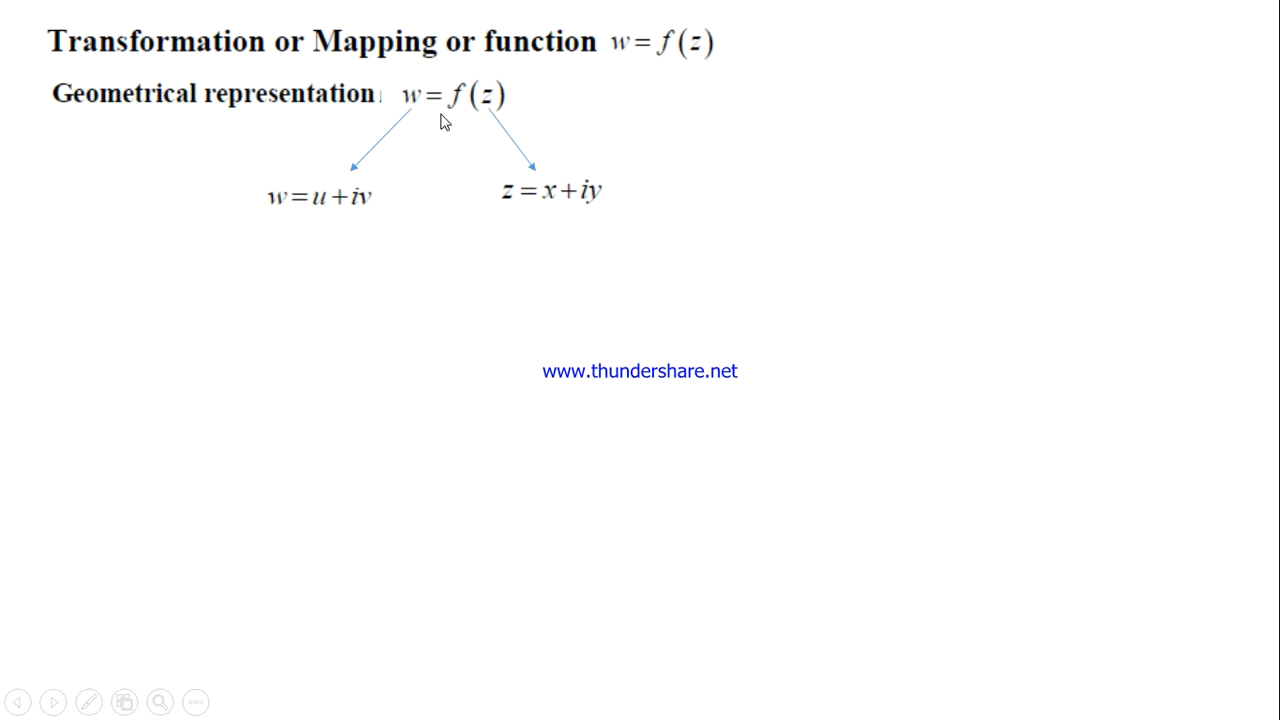 Transformation or Mapping or function w = f(z)
Geometrical representation: w = f(z)
w = u + iv
z = x + iy
www.thundershare.net